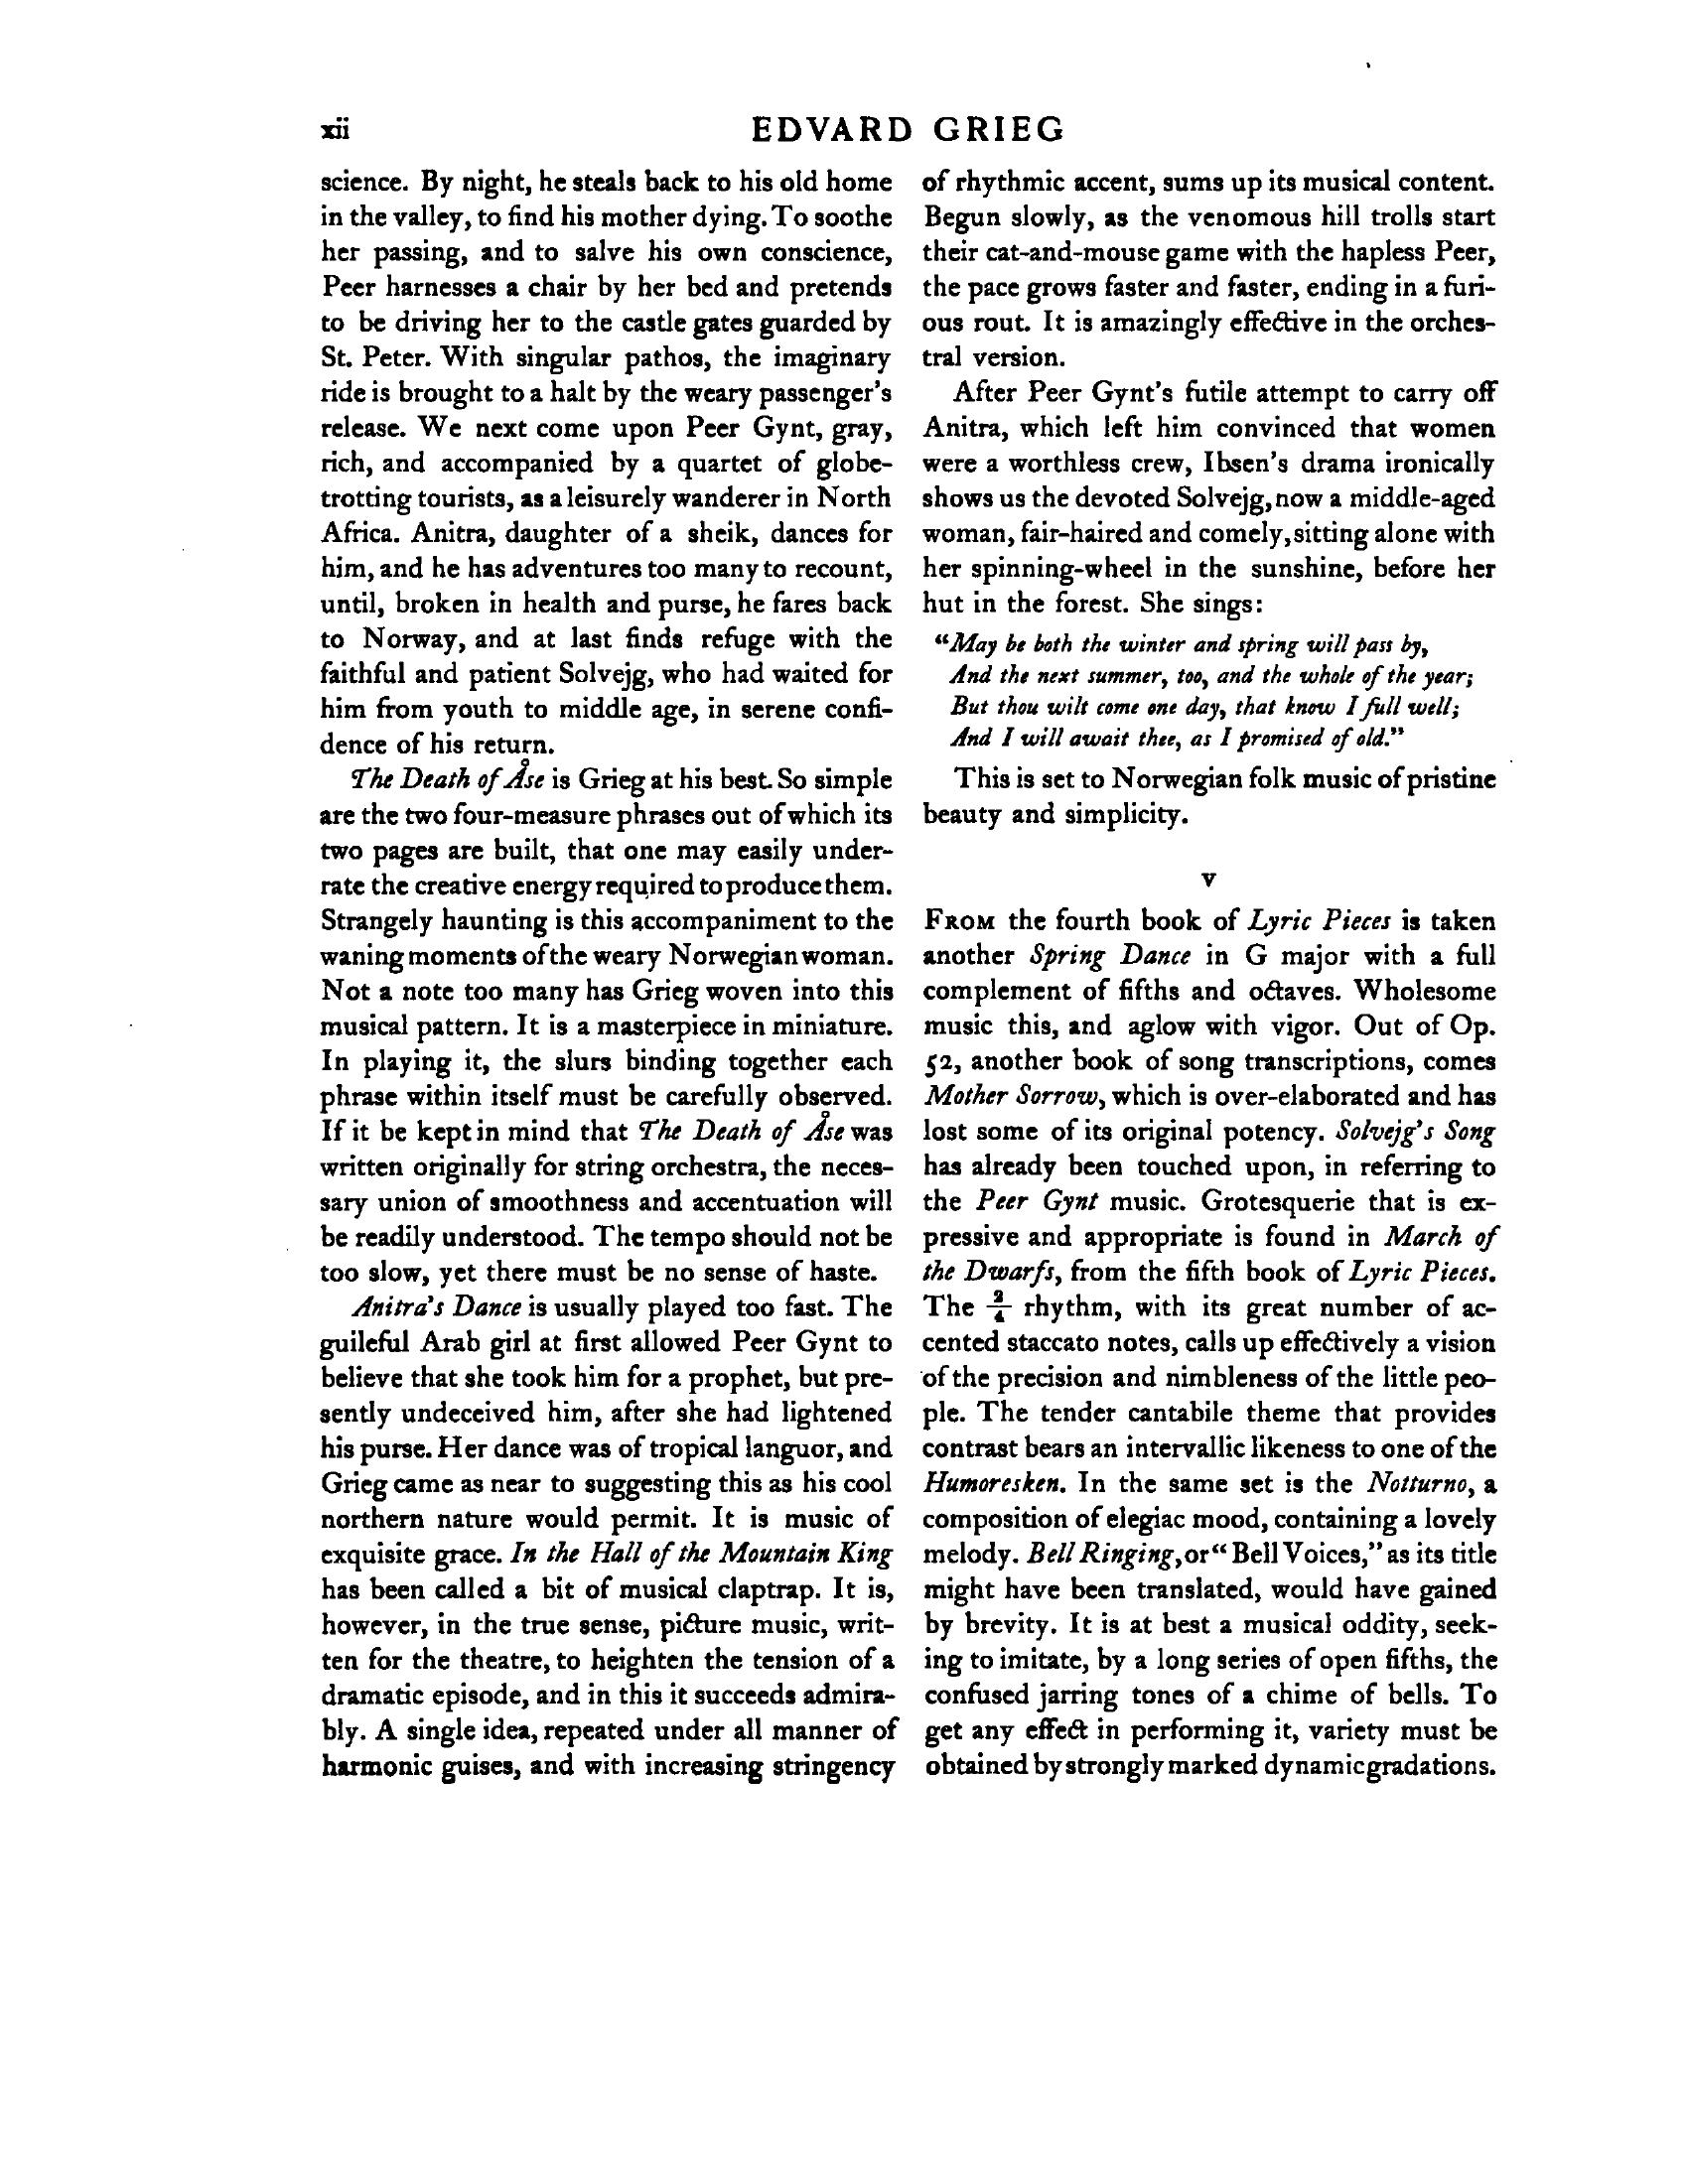 xii
EDVARD GRIEG
science. By night, he steals back to his old home
in the valley, to find his mother dying. To soothe
her passing, and to salve his own conscience,
Peer harnesses a chair by her bed and pretends
to be driving her to the castle gates guarded by
St. Peter. With singular pathos, the imaginary
ride is brought to a halt by the weary passenger's
release. We next come upon Peer Gynt, gray,
rich, and accompanied by a quartet of globe-
trotting tourists, as a leisurely wanderer in North
Africa. Anitra, daughter of a sheik, dances for
him, and he has adventures too many to recount,
until, broken in health and purse, he fares back
to Norway, and at last finds refuge with the
faithful and patient Solvejg, who had waited for
him from youth to middle age, in serene confi-
dence of his return.
The Death of Åse is Grieg at his best. So simple
are the two four-measure phrases out of which its
two pages are built, that one may easily under-
rate the creative energy required to produce them.
Strangely haunting is this accompaniment to the
waning moments of the weary Norwegian woman.
Not a note too many has Grieg woven into this
musical pattern. It is a masterpiece in miniature.
In playing it, the slurs binding together each
phrase within itself must be carefully observed.
If it be kept in mind that The Death of Åse was
written originally for string orchestra, the neces-
sary union of smoothness and accentuation will
be readily understood. The tempo should not be
too slow, yet there must be no sense of haste.
Anitra's Dance is usually played too fast. The
guileful Arab girl at first allowed Peer Gynt to
believe that she took him for a prophet, but pre-
sently undeceived him, after she had lightened
his purse. Her dance was of tropical languor, and
Grieg came as near to suggesting this as his cool
northern nature would permit. It is music of
exquisite grace. In the Hall of the Mountain King
has been called a bit of musical claptrap. It is,
however, in the true sense, picture music, writ-
ten for the theatre, to heighten the tension of a
dramatic episode, and in this it succeeds admira-
bly. A single idea, repeated under all manner of
harmonic guises, and with increasing stringency
of rhythmic accent, sums up its musical content.
Begun slowly, as the venomous hill trolls start
their cat-and-mouse game with the hapless Peer,
the pace grows faster and faster, ending in a furi-
ous rout. It is amazingly effective in the orches-
tral version.
After Peer Gynt's futile attempt to carry off
Anitra, which left him convinced that women
were a worthless crew, Ibsen's drama ironically
shows us the devoted Solvejg, now a middle-aged
woman, fair-haired and comely, sitting alone with
her spinning-wheel in the sunshine, before her
hut in the forest. She sings:
"May be both the winter and spring will pass by,
And the next summer, too, and the whole of the year;
But thou wilt come one day, that know I full well;
And I will await thee, as I promised of old."
This is set to Norwegian folk music of pristine
beauty and simplicity.
V
FROM the fourth book of Lyric Pieces is taken
another Spring Dance in G major with a full
complement of fifths and octaves. Wholesome
music this, and aglow with vigor. Out of Op.
52, another book of song transcriptions, comes
Mother Sorrow, which is over-elaborated and has
lost some of its original potency. Solvejg's Song
has already been touched upon, in referring to
the Peer Gynt music. Grotesquerie that is ex-
pressive and appropriate is found in March of
the Dwarfs, from the fifth book of Lyric Pieces.
The 2/4 rhythm, with its great number of ac-
cented staccato notes, calls up effectively a vision
of the precision and nimbleness of the little peo-
ple. The tender cantabile theme that provides
contrast bears an intervallic likeness to one of the
Humoresken. In the same set is the Notturno, a
composition of elegiac mood, containing a lovely
melody. Bell Ringing, or "Bell Voices," as its title
might have been translated, would have gained
by brevity. It is at best a musical oddity, seek-
ing to imitate, by a long series of open fifths, the
confused jarring tones of a chime of bells. To
get any effect in performing it, variety must be
obtained by strongly marked dynamic gradations.